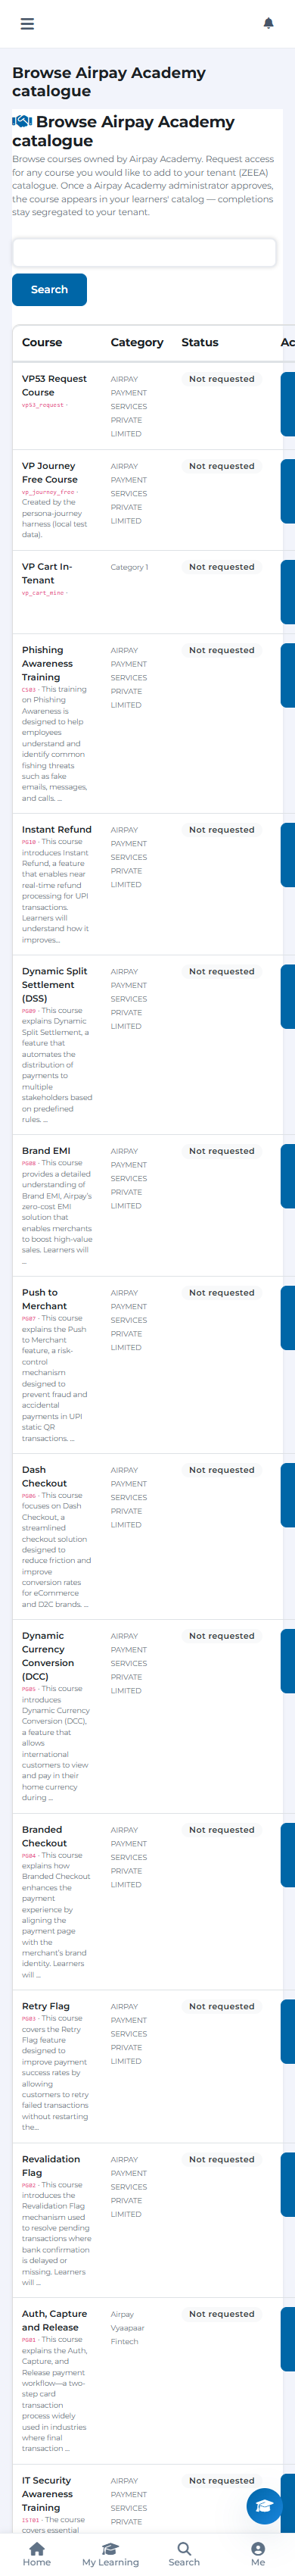 Browse Airpay Academy
catalogue
Browse Airpay Academy
catalogue
Browse courses owned by Airpay Academy. Request access
for any course you would like to add to your tenant (ZEEA)
catalogue. Once a Airpay Academy administrator approves,
the course appears in your learners' catalog — completions
stay segregated to your tenant.
Search
Course Category Status Ac
VP53 Request
Course
vp53_request ·
AIRPAY
PAYMENT
SERVICES
PRIVATE
LIMITED
Not requested
VP Journey
Free Course
vp_journey_free ·
Created by the
persona-journey
harness (local test
data).
AIRPAY
PAYMENT
SERVICES
PRIVATE
LIMITED
Not requested
VP Cart In-
Tenant
vp_cart_mine ·
Category 1
Not requested
Phishing
Awareness
Training
CS03 · This training
on Phishing
Awareness is
designed to help
employees
understand and
identify common
fishing threats
such as fake
emails, messages,
and calls. ...
AIRPAY
PAYMENT
SERVICES
PRIVATE
LIMITED
Not requested
Instant Refund
PG10 · This course
introduces Instant
Refund, a feature
that enables near
real-time refund
processing for UPI
transactions.
Learners will
understand how it
improves...
AIRPAY
PAYMENT
SERVICES
PRIVATE
LIMITED
Not requested
Dynamic Split
Settlement
(DSS)
PG09 · This course
explains Dynamic
Split Settlement, a
feature that
automates the
distribution of
payments to
multiple
stakeholders based
on predefined
rules. ...
AIRPAY
PAYMENT
SERVICES
PRIVATE
LIMITED
Not requested
Brand EMI
PG08 · This course
provides a detailed
understanding of
Brand EMI, Airpay's
zero-cost EMI
solution that
enables merchants
to boost high-value
sales. Learners will
...
AIRPAY
PAYMENT
SERVICES
PRIVATE
LIMITED
Not requested
Push to
Merchant
PG07 · This course
explains the Push
to Merchant
feature, a risk-
control
mechanism
designed to
prevent fraud and
accidental
payments in UPI
static QR
transactions. ...
AIRPAY
PAYMENT
SERVICES
PRIVATE
LIMITED
Not requested
Dash
Checkout
PG06 · This course
focuses on Dash
Checkout, a
streamlined
checkout solution
designed to
reduce friction and
improve
conversion rates
for eCommerce
and D2C brands. ...
AIRPAY
PAYMENT
SERVICES
PRIVATE
LIMITED
Not requested
Dynamic
Currency
Conversion
(DCC)
PG05 · This course
introduces
Dynamic Currency
Conversion (DCC),
a feature that
allows
international
customers to view
and pay in their
home currency
during ...
AIRPAY
PAYMENT
SERVICES
PRIVATE
LIMITED
Not requested
Branded
Checkout
PG04 · This course
explains how
Branded Checkout
enhances the
payment
experience by
aligning the
payment page
with the
merchant's brand
identity. Learners
will ...
AIRPAY
PAYMENT
SERVICES
PRIVATE
LIMITED
Not requested
Retry Flag
PG03 · This course
covers the Retry
Flag feature
designed to
improve payment
success rates by
allowing
customers to retry
failed transactions
without restarting
the...
AIRPAY
PAYMENT
SERVICES
PRIVATE
LIMITED
Not requested
Revalidation
Flag
PG02 · This course
introduces the
Revalidation Flag
mechanism used
to resolve pending
transactions where
bank confirmation
is delayed or
missing. Learners
will ...
AIRPAY
PAYMENT
SERVICES
PRIVATE
LIMITED
Not requested
Auth, Capture
and Release
PG01 · This course
explains the Auth,
Capture, and
Release payment
workflow—a two-
step card
transaction
process widely
used in industries
where final
transaction ...
Airpay
Vyaapaar
Fintech
Not requested
IT Security
Awareness
Training
IST01 · The course
covers essential
AIRPAY
PAYMENT
SERVICES
PRIVATE
Not requested
Home My Learning Search Me